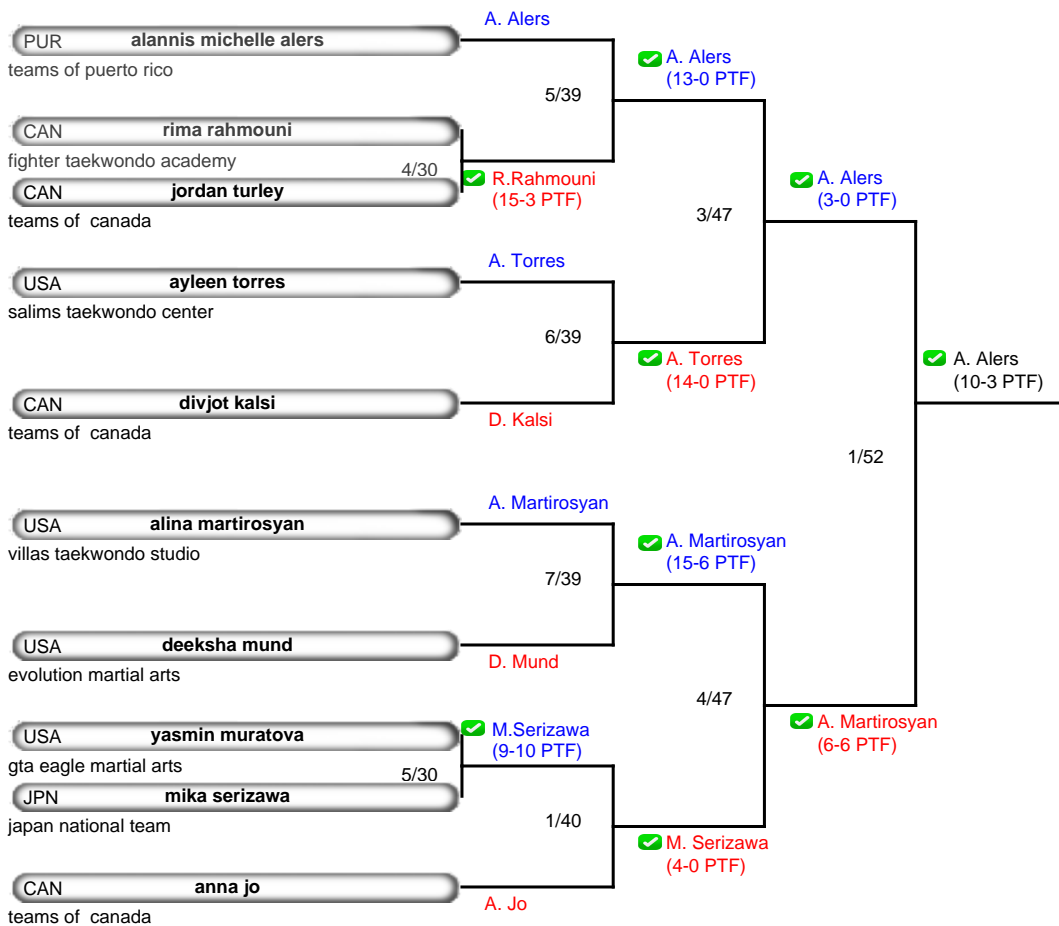 A. Alers
PUR alannis michelle alers
teams of puerto rico
A. Alers
(13-0 PTF)
5/39
CAN rima rahmouni
fighter taekwondo academy
4/30
CAN jordan turley
teams of  canada
R.Rahmouni
(15-3 PTF)
A. Alers
(3-0 PTF)
3/47
A. Torres
USA ayleen torres
salims taekwondo center
6/39
A. Torres
(14-0 PTF)
A. Alers
(10-3 PTF)
CAN divjot kalsi
teams of  canada
D. Kalsi
1/52
A. Martirosyan
USA alina martirosyan
villas taekwondo studio
A. Martirosyan
(15-6 PTF)
7/39
USA deeksha mund
evolution martial arts
D. Mund
4/47
USA yasmin muratova
gta eagle martial arts
M.Serizawa
(9-10 PTF)
A. Martirosyan
(6-6 PTF)
5/30
JPN mika serizawa
japan national team
1/40
M. Serizawa
(4-0 PTF)
CAN anna jo
teams of  canada
A. Jo